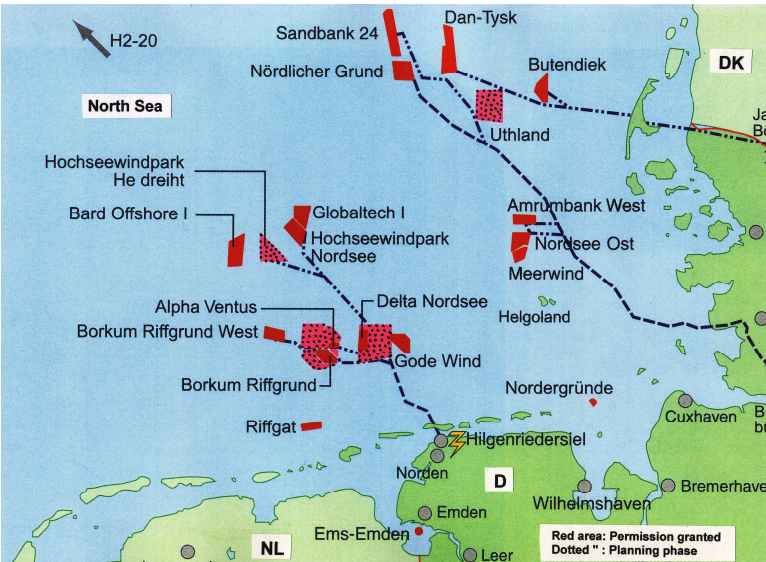 Sandbank 24
Dan-Tysk
H2-20
Nördlicher Grund
Butendiek
DK
North Sea
Uthland
Hochseewindpark
He dreiht
Bard Offshore I
Globaltech I
Hochseewindpark
Nordsee
Amrumbank West
Nordsee Ost
Meerwind
Alpha Ventus
Delta Nordsee
Helgoland
Borkum Riffgrund West
Gode Wind
Borkum Riffgrund
Nordergründe
Riffgat
Cuxhaven
Hilgenriedersiel
Norden
D
Wilhelmshaven
Bremerhave
Emden
Ems-Emden
NL
Leer
Red area: Permission granted
Dotted " : Planning phase